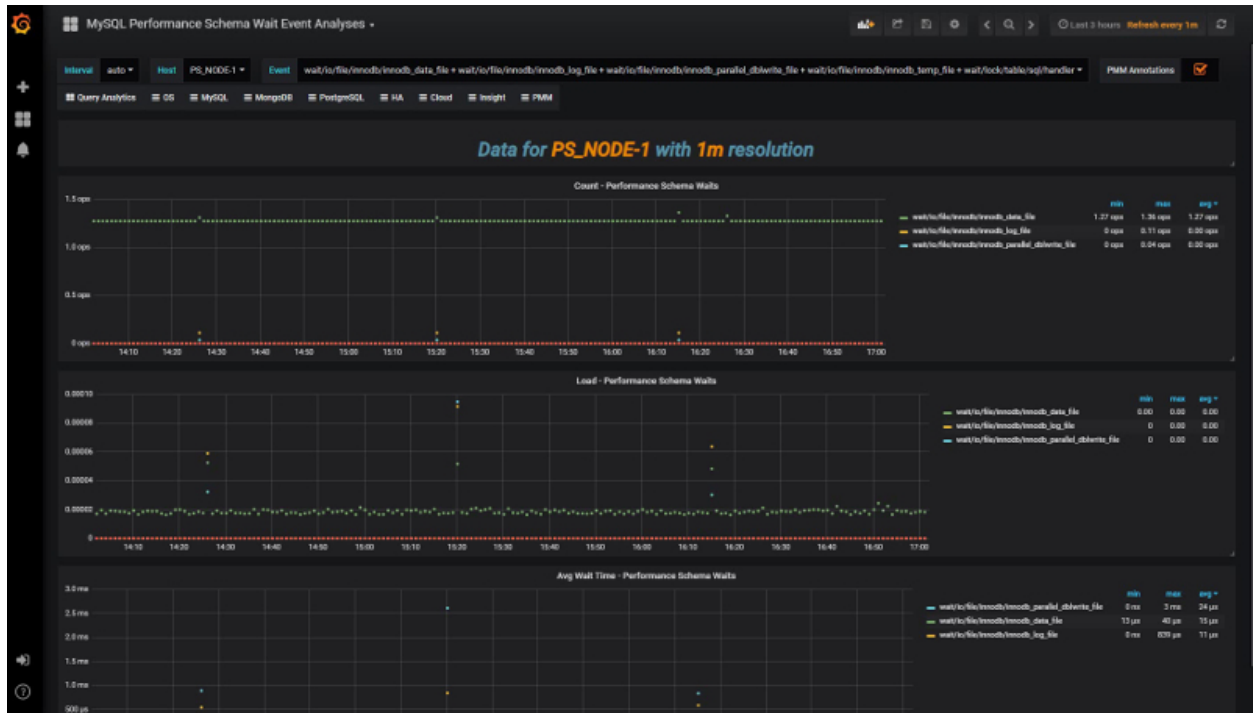 MySQL Performance Schema Wait Event Analyses
Last 3 hours Refresh every 1m
Interval auto Host PS_NODE-1 Event wait/io/file/innodb/innodb_data_file + wait/io/file/innodb/innodb_log_file + wait/io/file/innodb/innodb_parallel_dblwrite_file + wait/io/file/innodb/innodb_temp_file + wait/lock/table/sql/handler PMM Annotations
Query Analytics OS MySQL MongoDB PostgreSQL HA Cloud Insight PMM
Data for PS_NODE-1 with 1m resolution
Count - Performance Schema Waits
1.5 ops
1.0 ops
0.5 ops
0 ops
14:10 14:20 14:30 14:40 14:50 15:00 15:10 15:20 15:30 15:40 15:50 16:00 16:10 16:20 16:30 16:40 16:50 17:00
min max avg
wait/io/file/innodb/innodb_data_file 1.27 ops 1.36 ops 1.27 ops
wait/io/file/innodb/innodb_log_file 0 ops 0.11 ops 0.00 ops
wait/io/file/innodb/innodb_parallel_dblwrite_file 0 ops 0.04 ops 0.00 ops
Load - Performance Schema Waits
0.00010
0.00008
0.00006
0.00004
0.00002
0
14:10 14:20 14:30 14:40 14:50 15:00 15:10 15:20 15:30 15:40 15:50 16:00 16:10 16:20 16:30 16:40 16:50 17:00
min max avg
wait/io/file/innodb/innodb_data_file 0.00 0.00 0.00
wait/io/file/innodb/innodb_log_file 0 0.00 0.00
wait/io/file/innodb/innodb_parallel_dblwrite_file 0 0.00 0.00
Avg Wait Time - Performance Schema Waits
3.0 ms
2.5 ms
2.0 ms
1.5 ms
1.0 ms
500 µs
min max avg
wait/io/file/innodb/innodb_parallel_dblwrite_file 0 ns 3 ms 24 µs
wait/io/file/innodb/innodb_data_file 13 µs 40 µs 15 µs
wait/io/file/innodb/innodb_log_file 0 ns 839 µs 11 µs